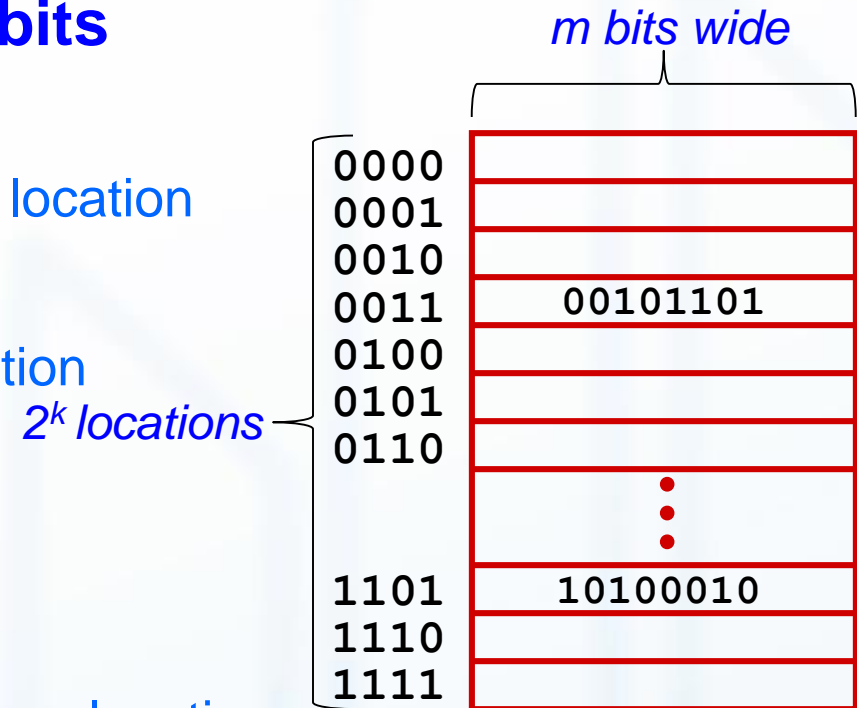 bits
m bits wide
location
tion
2ᵏ locations
0000
0001
0010
0011 00101101
0100
0101
0110
1101 10100010
1110
1111